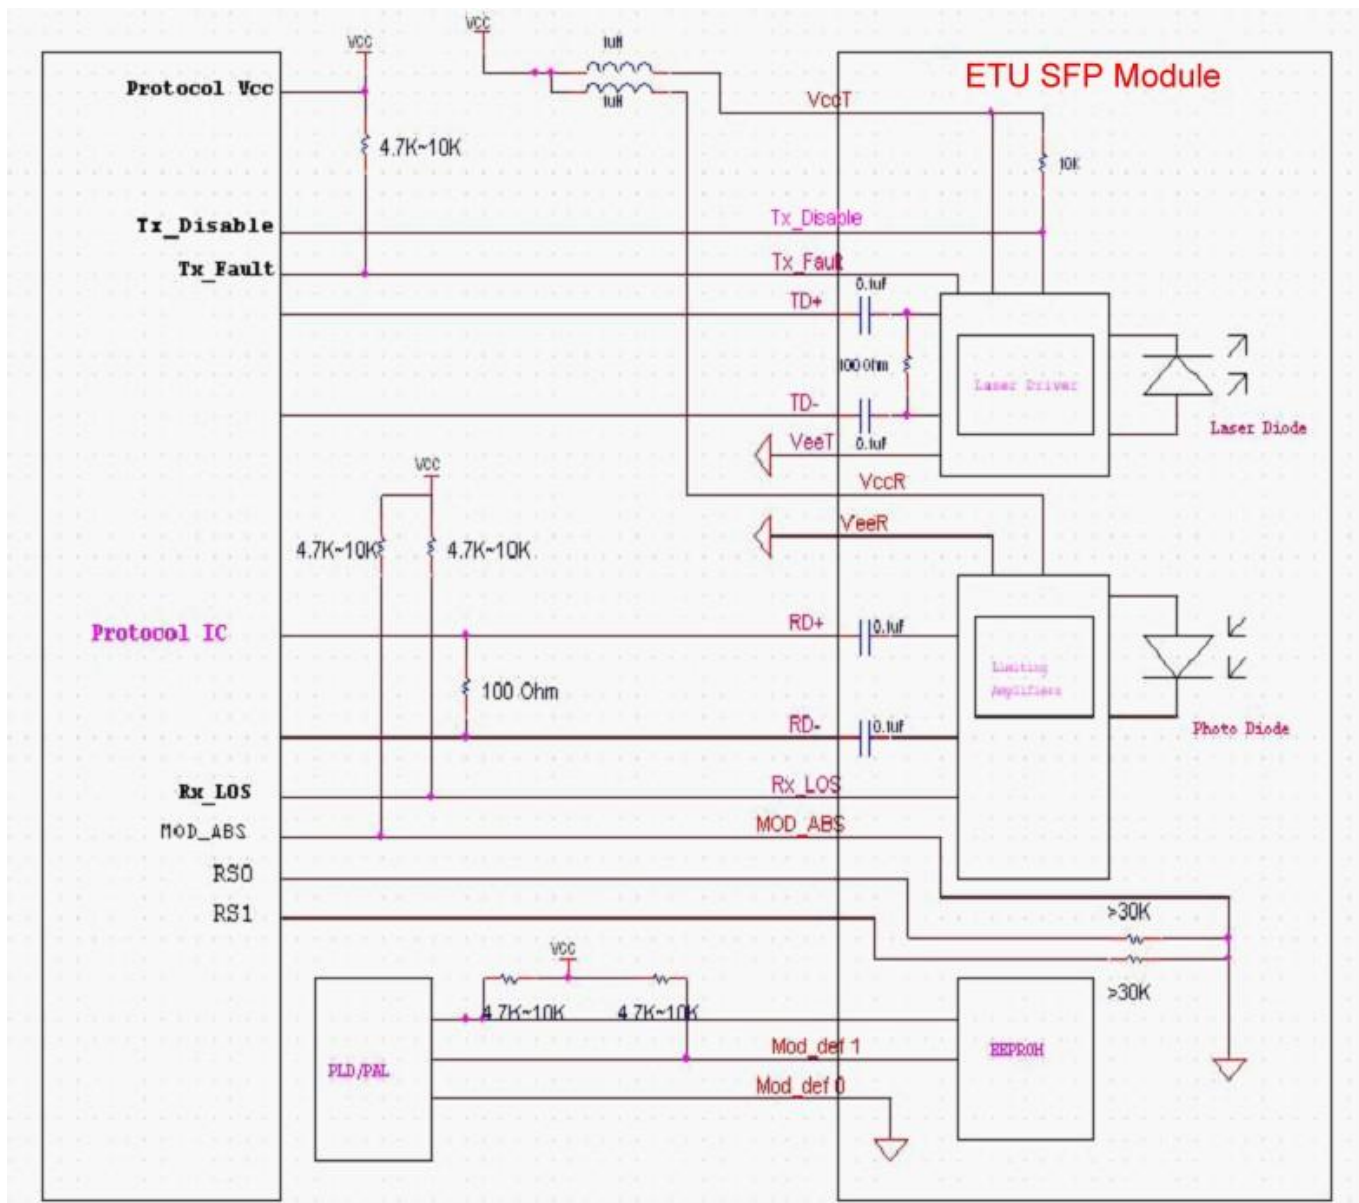 VCC
1uH
VCC
ETU SFP Module
Protocol Vcc
1uH
VccT
4.7K~10K
10K
Tx_Disable
Tx_Disable
Tx_Fault
Tx_Fault
0.1uF
TD+
100 Ohm
Laser Driver
TD-
Laser Diode
VeeT
0.1uF
VCC
VccR
VeeR
4.7K~10K
4.7K~10K
Protocol IC
RD+
0.1uF
Limiting
Amplifiers
100 Ohm
RD-
0.1uF
Photo Diode
Rx_LOS
Rx_LOS
MOD_ABS
MOD_ABS
RS0
RS1
>30K
VCC
>30K
4.7K~10K
4.7K~10K
Mod_def 1
EEPROM
PLD/PAL
Mod_def 0